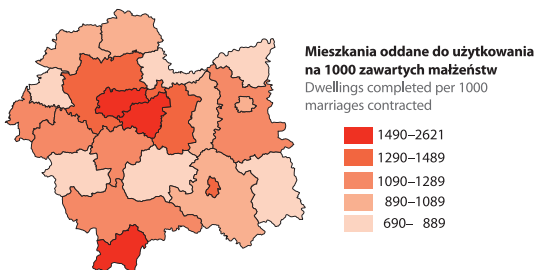 Mieszkania oddane do użytkowania
na 1000 zawartych małżeństw
Dwellings completed per 1000
marriages contracted
1490–2621
1290–1489
1090–1289
890–1089
690– 889